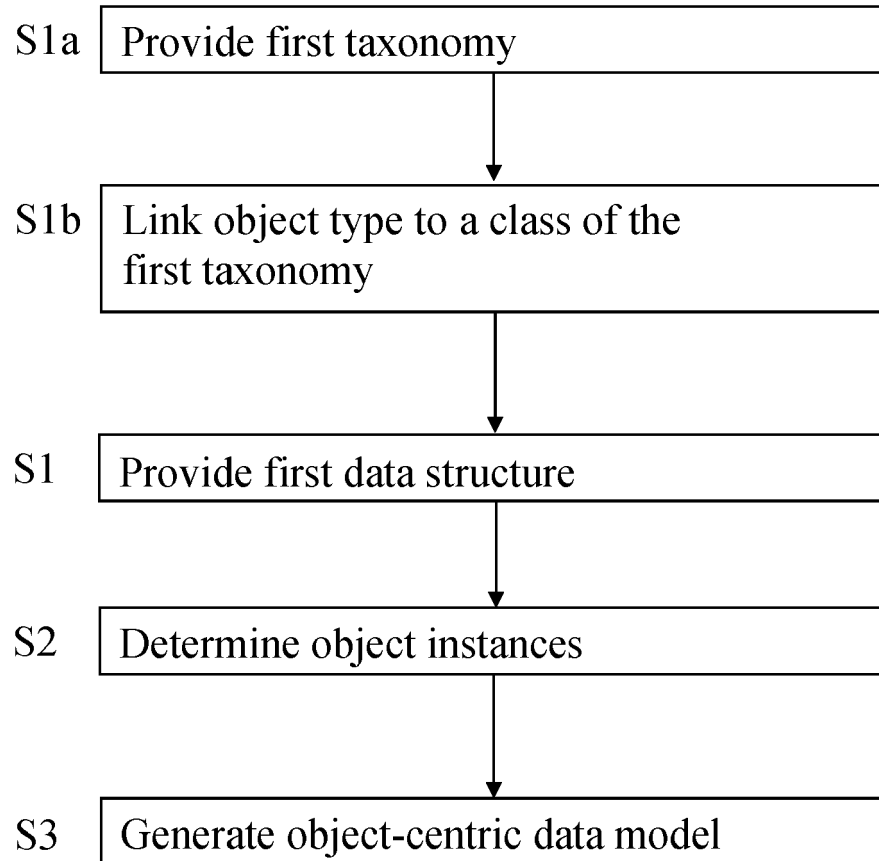 S1a Provide first taxonomy
S1b Link object type to a class of the
first taxonomy
S1 Provide first data structure
S2 Determine object instances
S3 Generate object-centric data model